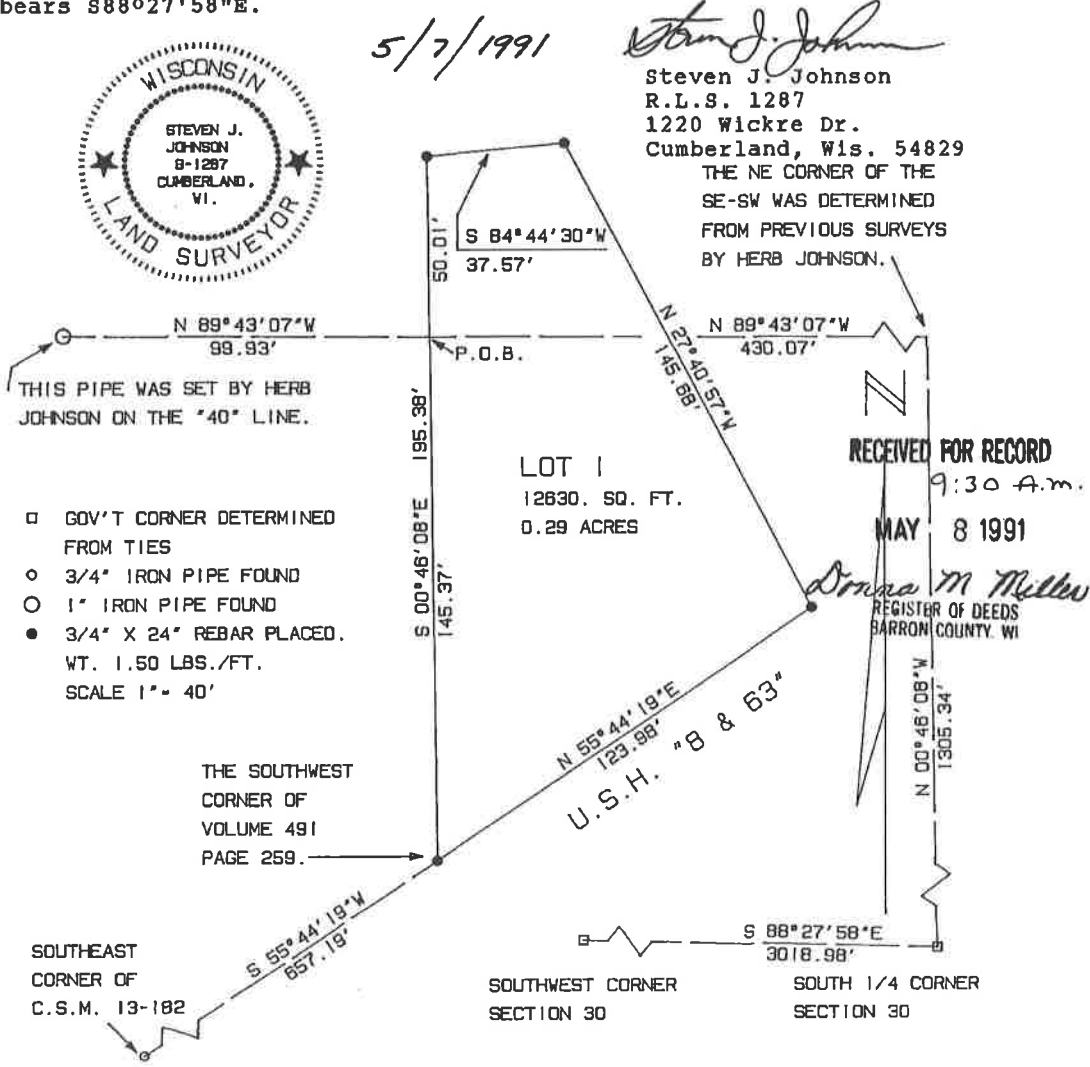 bears S88°27'58"E.
5/7/1991
Steven J. Johnson
Steven J. Johnson
R.L.S. 1287
1220 Wickre Dr.
Cumberland, Wis. 54829
WISCONSIN
STEVEN J.
JOHNSON
S-1287
CUMBERLAND,
WI.
LAND SURVEYOR
THE NE CORNER OF THE
SE-SW WAS DETERMINED
FROM PREVIOUS SURVEYS
BY HERB JOHNSON.
50.01'
S 84°44'30"W
37.57'
N 89°43'07"W
99.93'
P.O.B.
N 27°40'57"W
145.68'
N 89°43'07"W
430.07'
THIS PIPE WAS SET BY HERB
JOHNSON ON THE "40" LINE.
N
RECEIVED FOR RECORD
9:30 A.m.
MAY 8 1991
Donna M Miller
REGISTER OF DEEDS
BARRON COUNTY WI
S 00°46'08"E 195.38'
145.37'
LOT 1
12630. SQ. FT.
0.29 ACRES
GOV'T CORNER DETERMINED
FROM TIES
3/4" IRON PIPE FOUND
1" IRON PIPE FOUND
3/4" X 24" REBAR PLACED.
WT. 1.50 LBS./FT.
SCALE 1"= 40'
N 55°44'19"E
123.98'
U.S.H. "8 & 63"
N 00°46'08"W
1305.34'
THE SOUTHWEST
CORNER OF
VOLUME 491
PAGE 259.
S 55°44'19"W
657.19'
SOUTHEAST
CORNER OF
C.S.M. 13-182
S 88°27'58"E
3018.98'
SOUTHWEST CORNER
SECTION 30
SOUTH 1/4 CORNER
SECTION 30